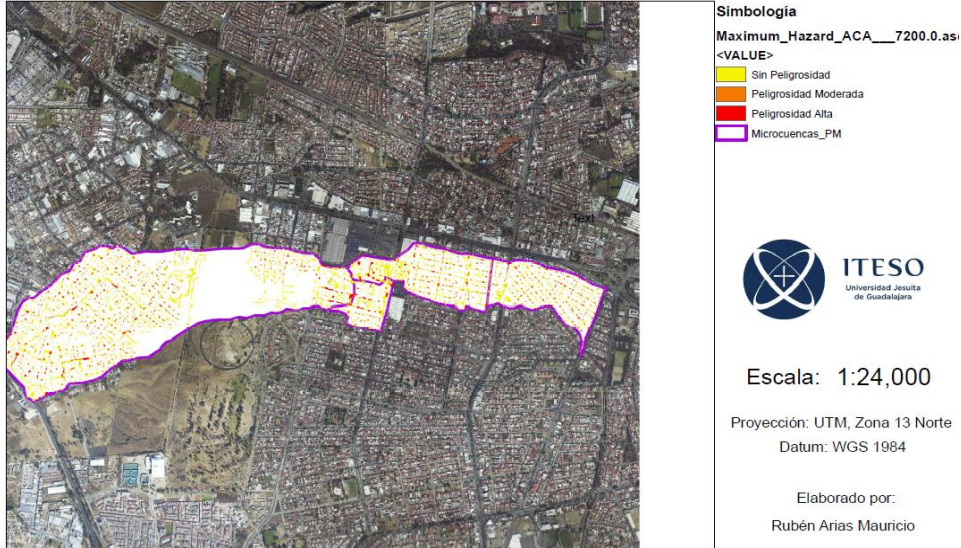 Simbología
Maximum_Hazard_ACA___7200.0.asc
<VALUE>
Sin Peligrosidad
Peligrosidad Moderada
Peligrosidad Alta
Microcuencas_PM
Text
ITESO
Universidad Jesuita
de Guadalajara
Escala: 1:24,000
Proyección: UTM, Zona 13 Norte
Datum: WGS 1984
Elaborado por:
Rubén Arias Mauricio